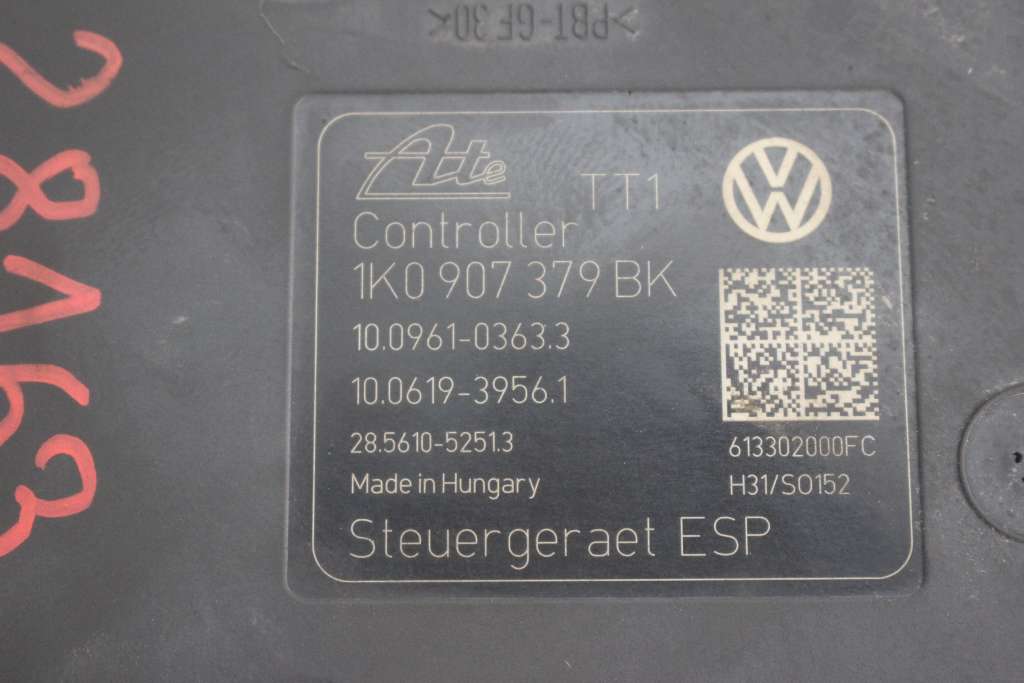 >PBT-GF30<
Ate
TT1
Controller
1K0 907 379 BK
10.0961-0363.3
10.0619-3956.1
28.5610-5251.3
613302000FC
Made in Hungary
H31/S0152
Steuergeraet ESP